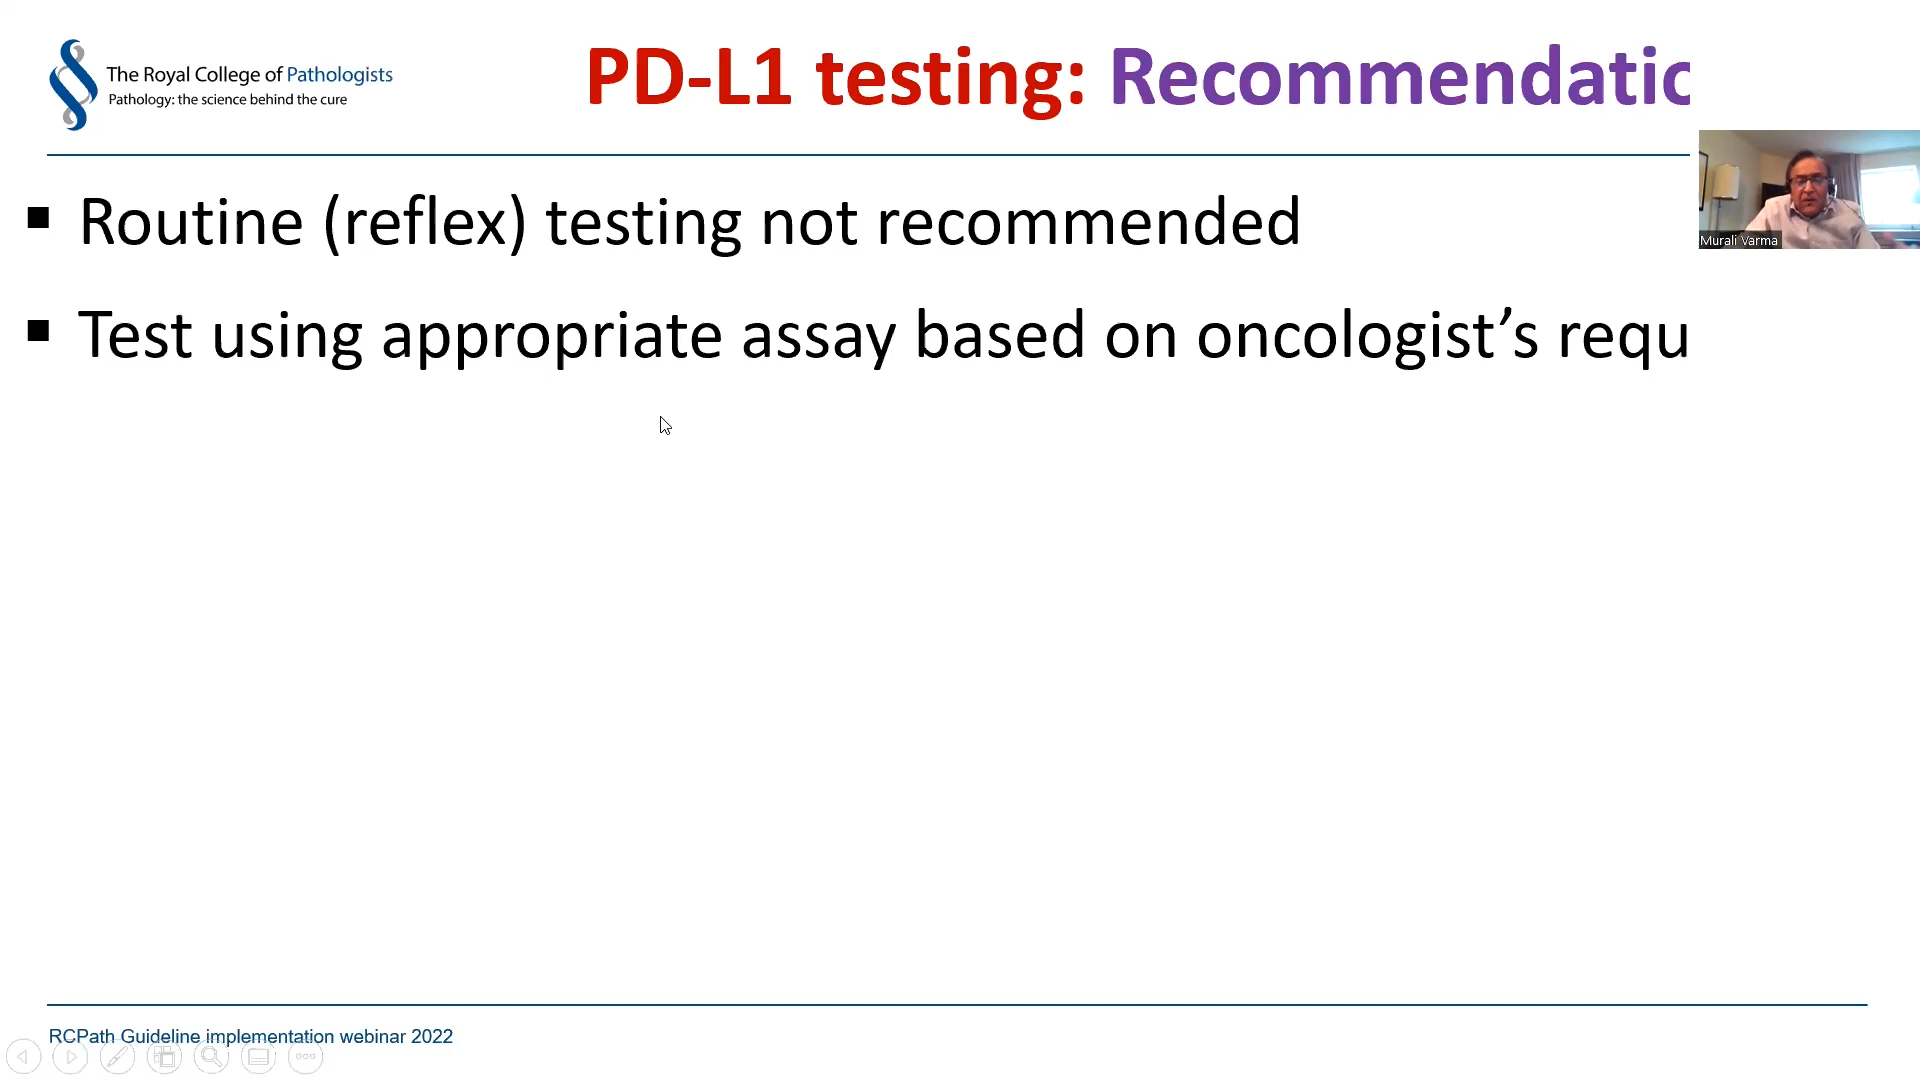 The Royal College of Pathologists
Pathology: the science behind the cure
PD-L1 testing: Recommendatio
Murali Varma
▪ Routine (reflex) testing not recommended
▪ Test using appropriate assay based on oncologist’s requ
RCPath Guideline implementation webinar 2022